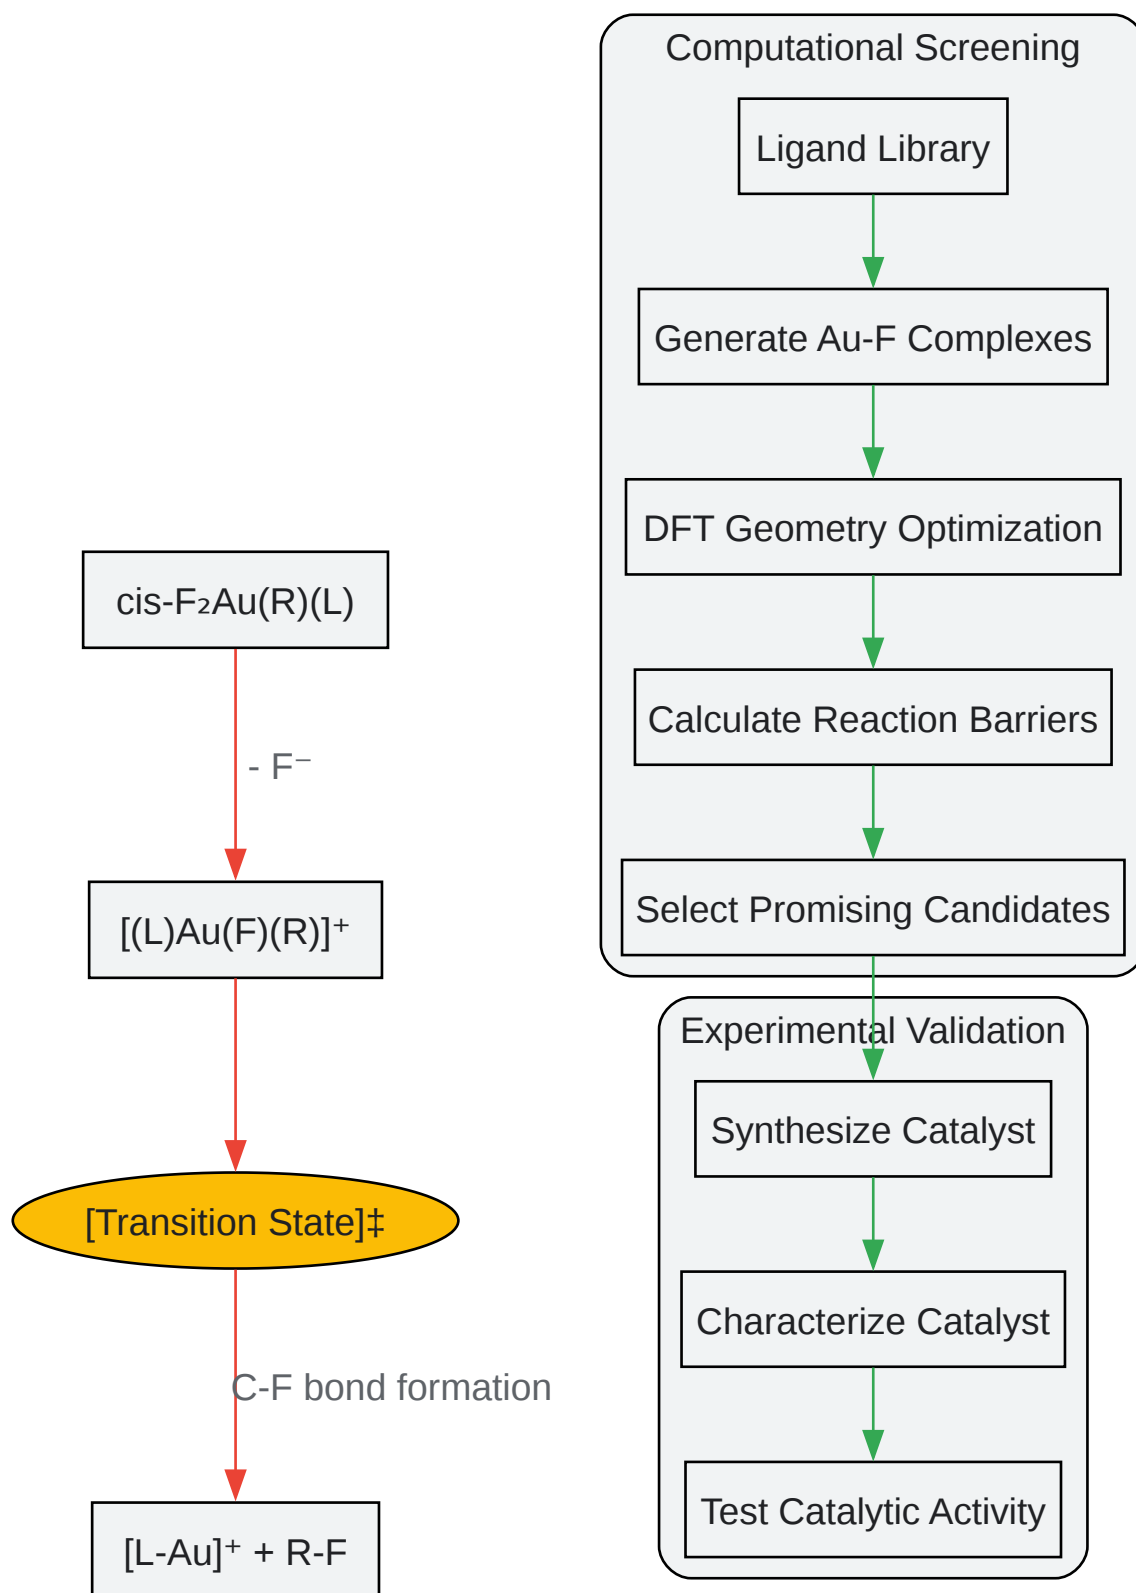 cis-F₂Au(R)(L)
- F⁻
[(L)Au(F)(R)]⁺
[Transition State]‡
C-F bond formation
[L-Au]⁺ + R-F
Computational Screening
Ligand Library
Generate Au-F Complexes
DFT Geometry Optimization
Calculate Reaction Barriers
Select Promising Candidates
Experimental Validation
Synthesize Catalyst
Characterize Catalyst
Test Catalytic Activity